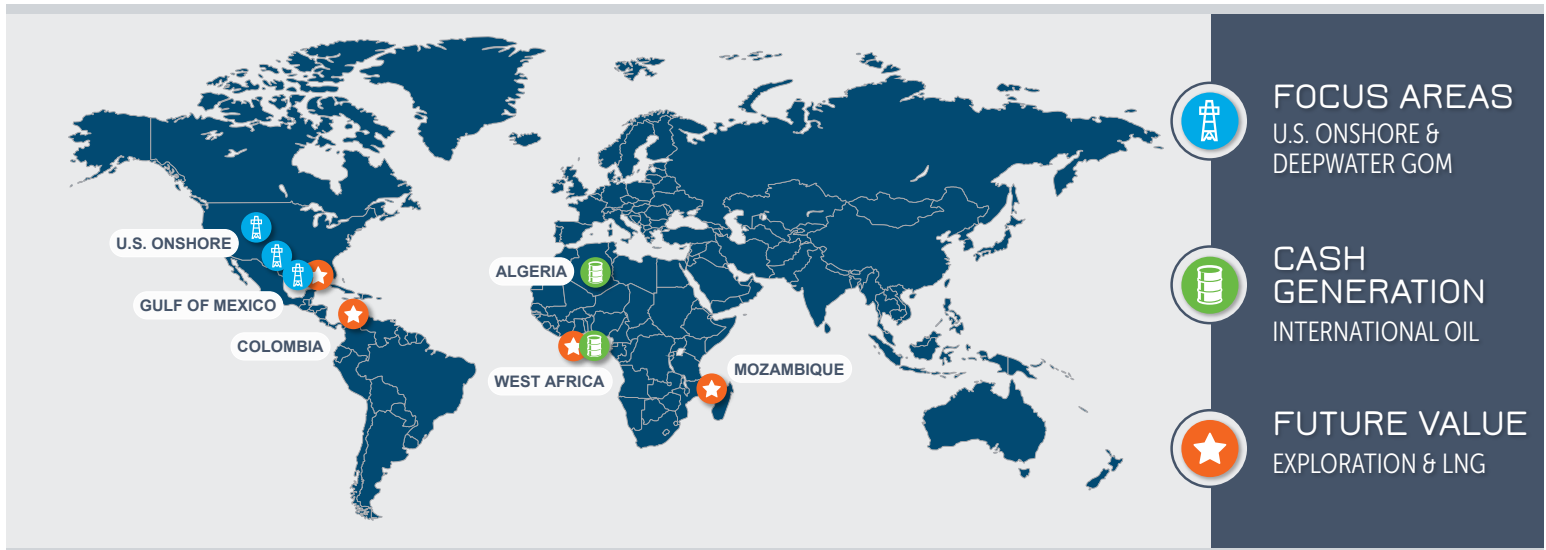 U.S. ONSHORE
GULF OF MEXICO
COLOMBIA
ALGERIA
WEST AFRICA
MOZAMBIQUE
FOCUS AREAS
U.S. ONSHORE &
DEEPWATER GOM
CASH
GENERATION
INTERNATIONAL OIL
FUTURE VALUE
EXPLORATION & LNG